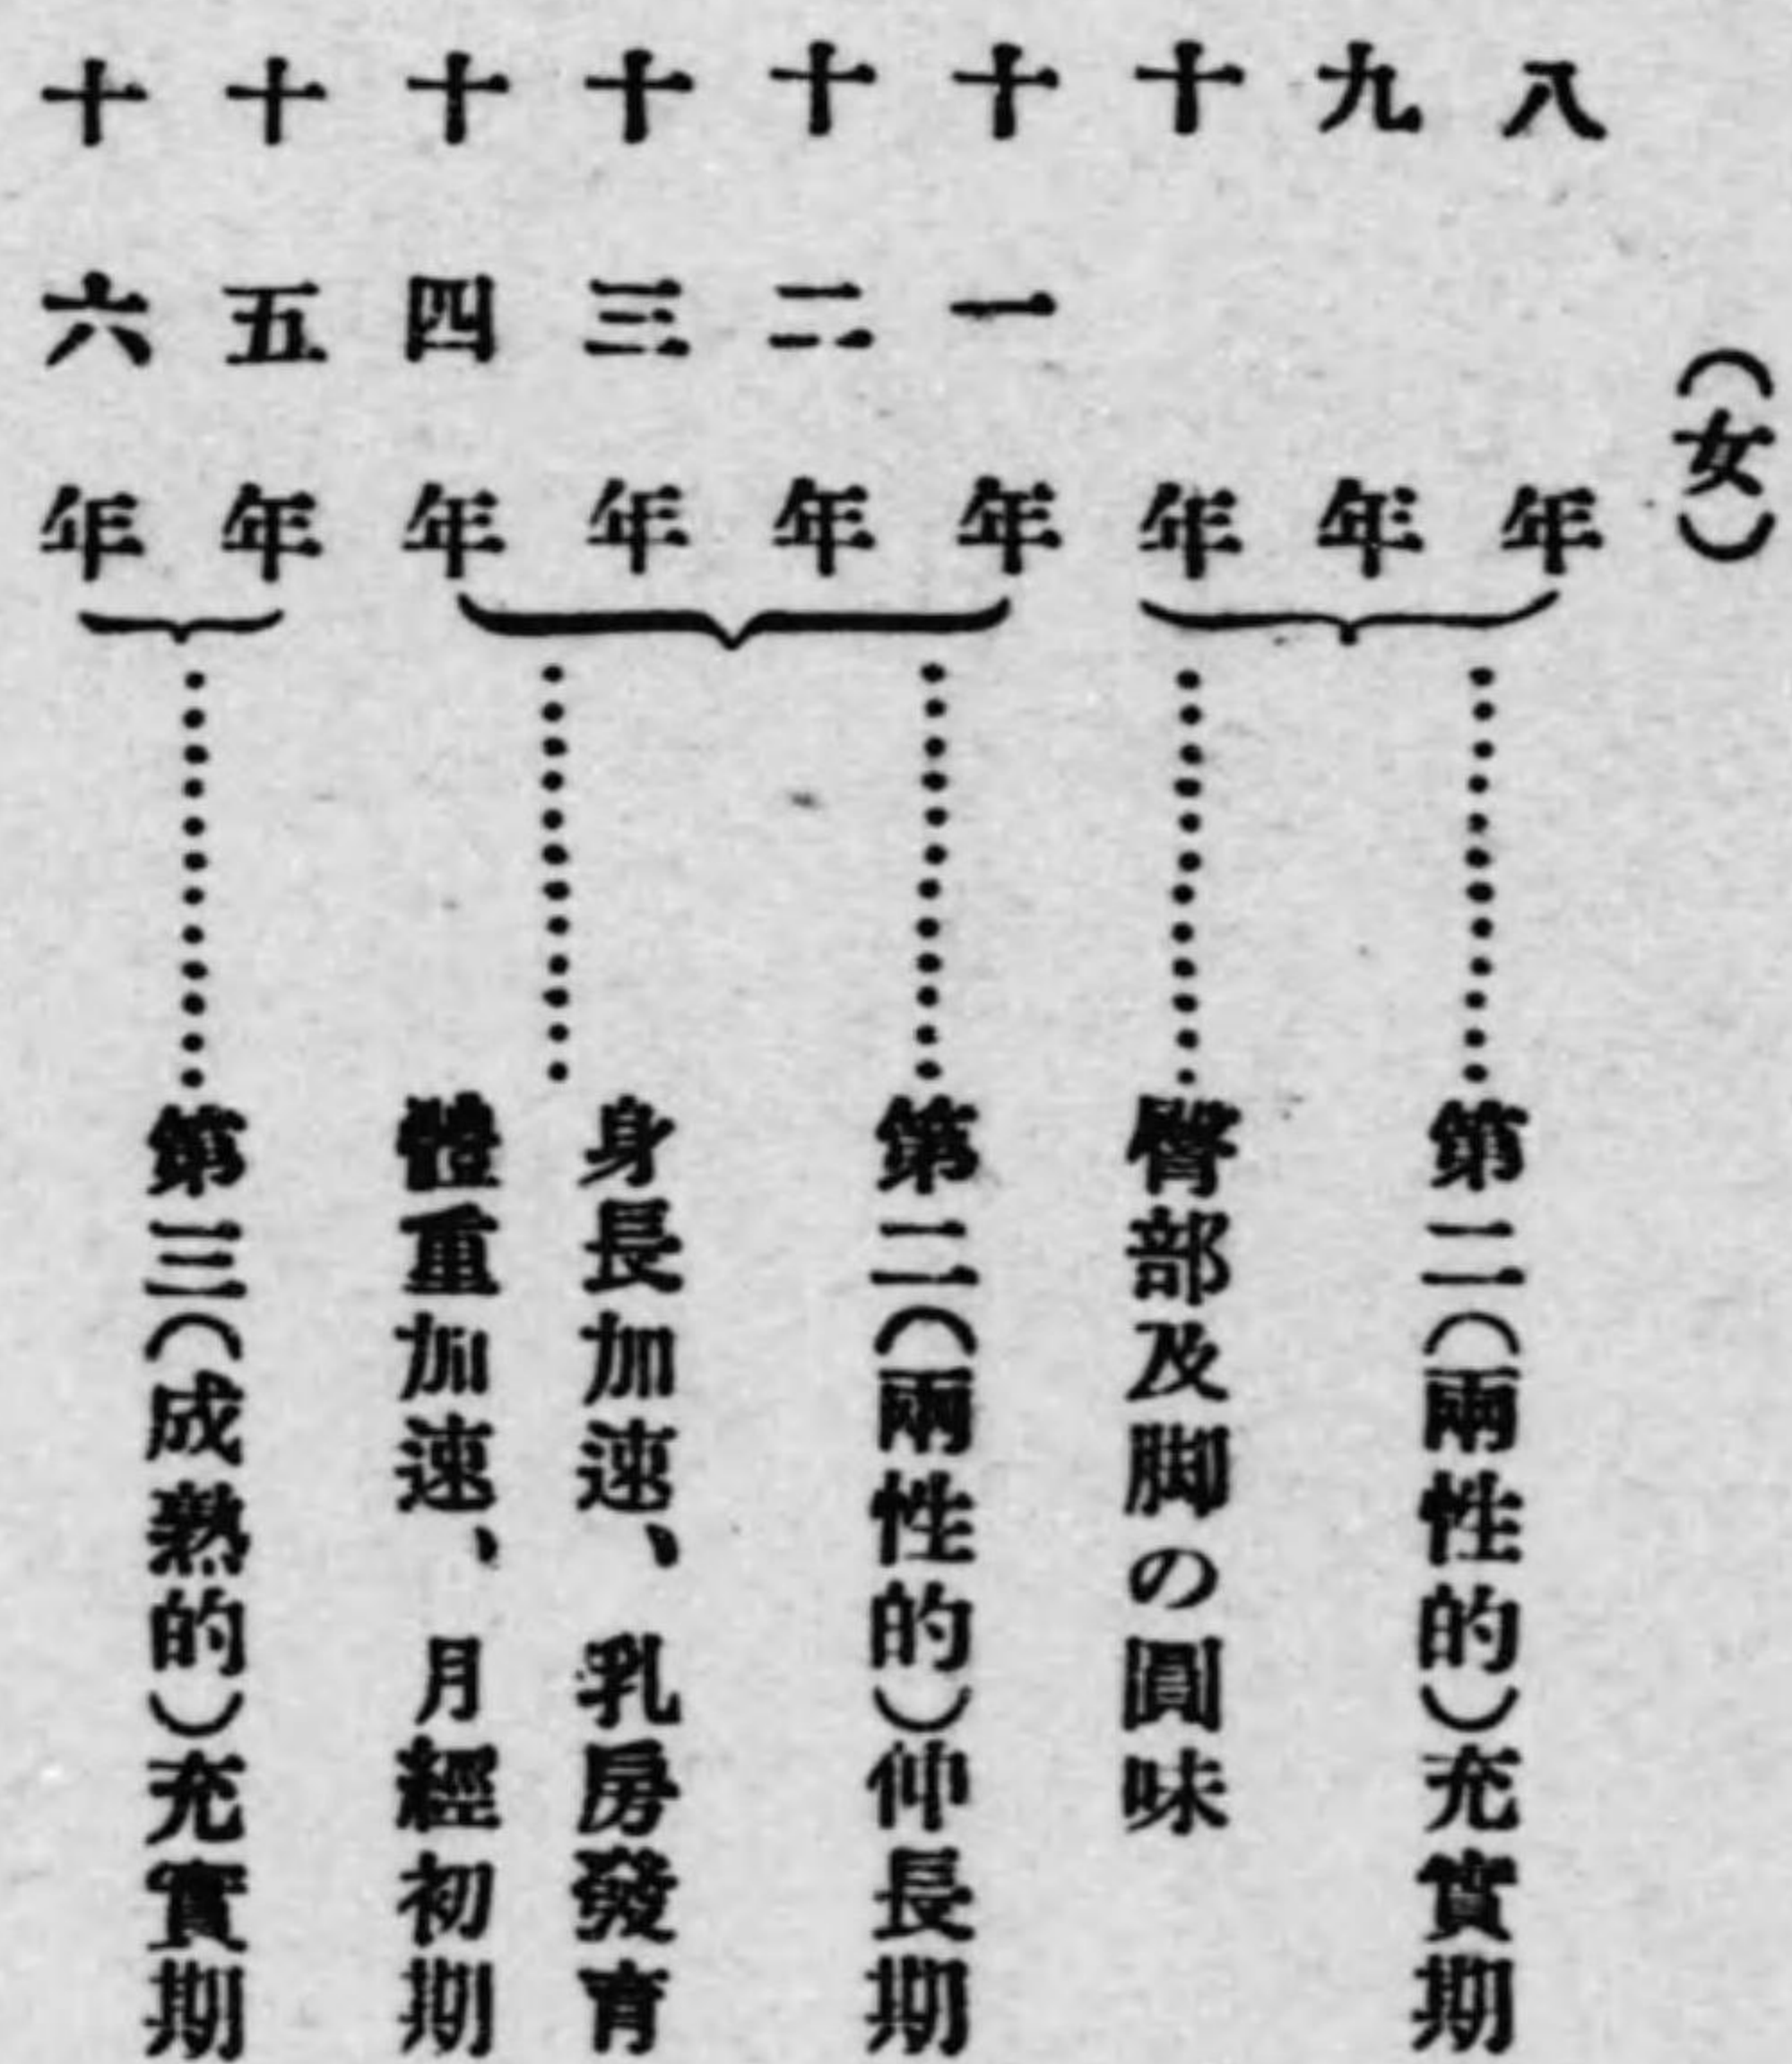 （女）
八年
九年
十年
第二（兩性的）充實期
臀部及脚の圓味
十一年
十二年
十三年
十四年
第二（兩性的）伸長期
身長加速、乳房發育
體重加速、月經初期
十五年
十六年
第三（成熟的）充實期